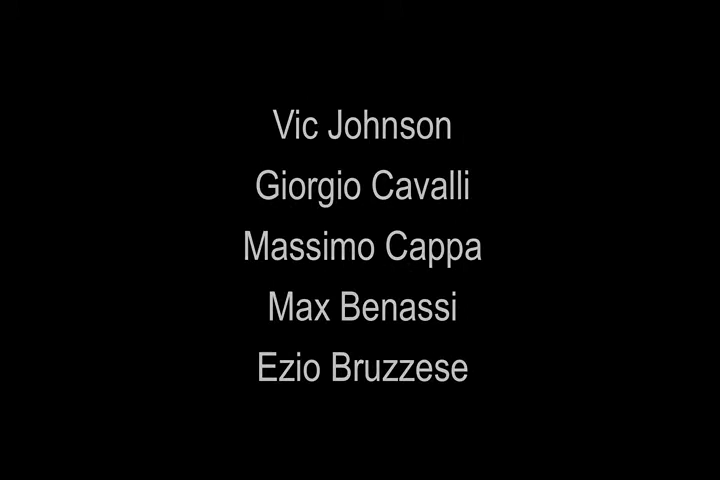 Vic Johnson
Giorgio Cavalli
Massimo Cappa
Max Benassi
Ezio Bruzzese